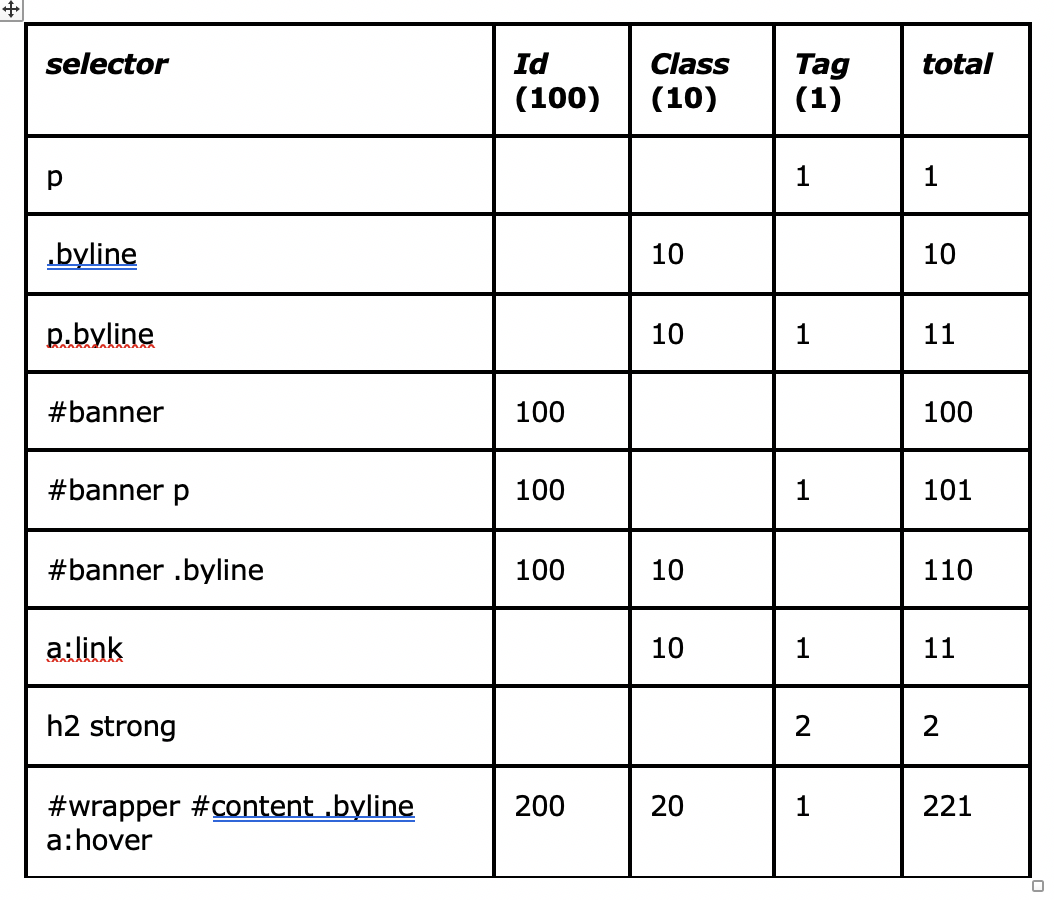 selector Id Class Tag total
(100) (10) (1)
p 1 1
.byline 10 10
p.byline 10 1 11
#banner 100 100
#banner p 100 1 101
#banner .byline 100 10 110
a:link 10 1 11
h2 strong 2 2
#wrapper #content .byline 200 20 1 221
a:hover